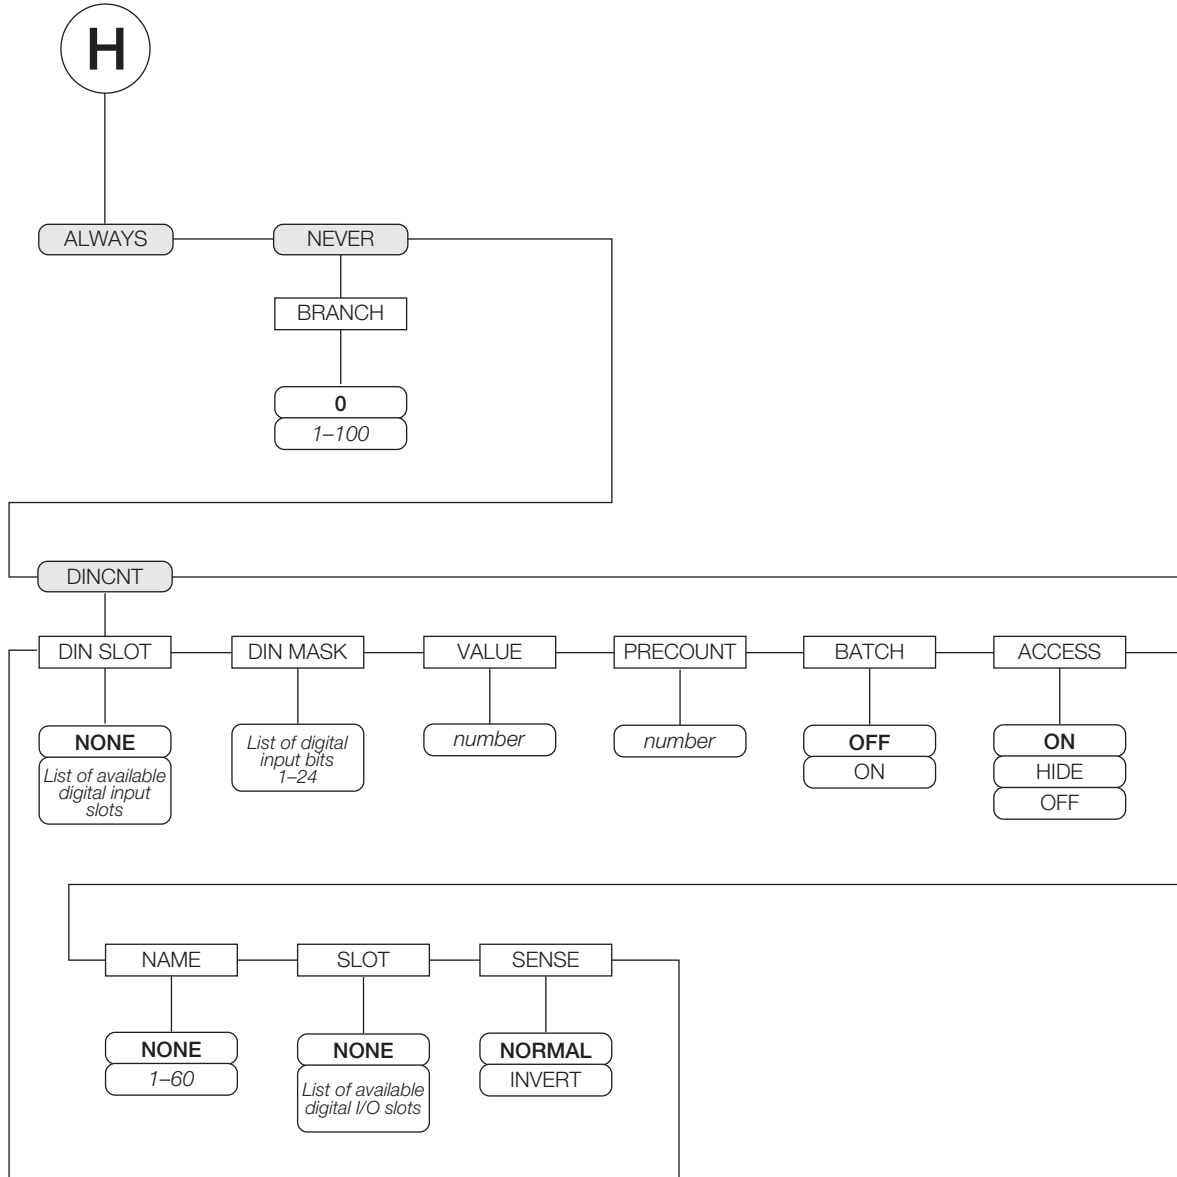 H
ALWAYS
NEVER
BRANCH
0
1–100
DINCNT
DIN SLOT
DIN MASK
VALUE
PRECOUNT
BATCH
ACCESS
NONE
List of available
digital input
slots
List of digital
input bits
1–24
number
number
OFF
ON
ON
HIDE
OFF
NAME
SLOT
SENSE
NONE
1–60
NONE
List of available
digital I/O slots
NORMAL
INVERT